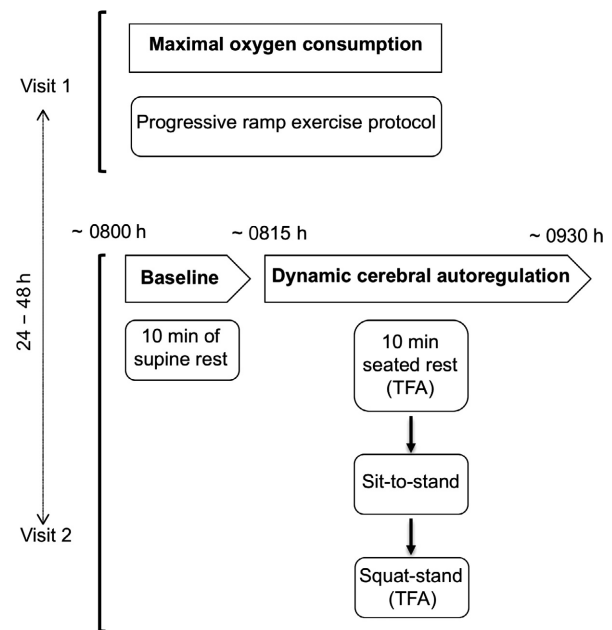 Maximal oxygen consumption
Visit 1
Progressive ramp exercise protocol
~ 0800 h
~ 0815 h
~ 0930 h
Baseline
Dynamic cerebral autoregulation
24 – 48 h
10 min of
supine rest
10 min
seated rest
(TFA)
Sit-to-stand
Visit 2
Squat-stand
(TFA)